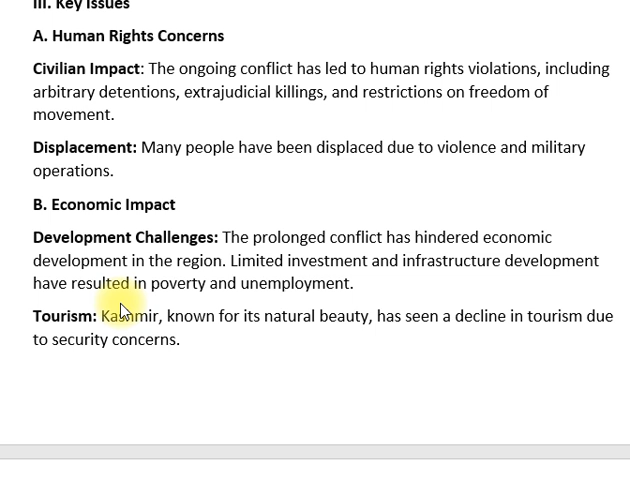 III. Key Issues
A. Human Rights Concerns
Civilian Impact: The ongoing conflict has led to human rights violations, including
arbitrary detentions, extrajudicial killings, and restrictions on freedom of
movement.
Displacement: Many people have been displaced due to violence and military
operations.
B. Economic Impact
Development Challenges: The prolonged conflict has hindered economic
development in the region. Limited investment and infrastructure development
have resulted in poverty and unemployment.
Tourism: Kashmir, known for its natural beauty, has seen a decline in tourism due
to security concerns.